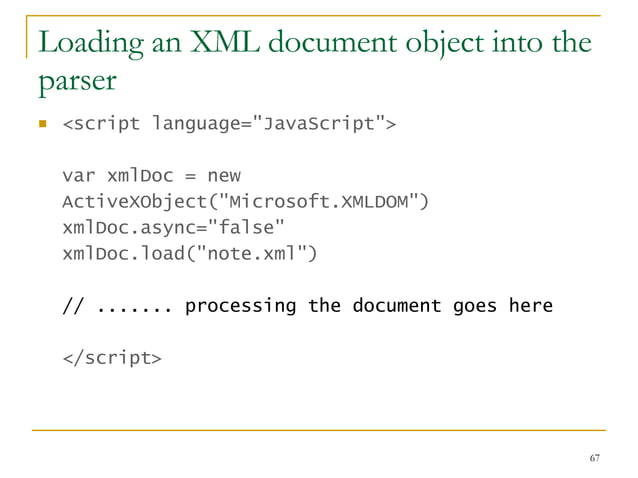 Loading an XML document object into the
parser
<script language="JavaScript">
var xmlDoc = new
ActiveXObject("Microsoft.XMLDOM")
xmlDoc.async="false"
xmlDoc.load("note.xml")
// ....... processing the document goes here
</script>
67